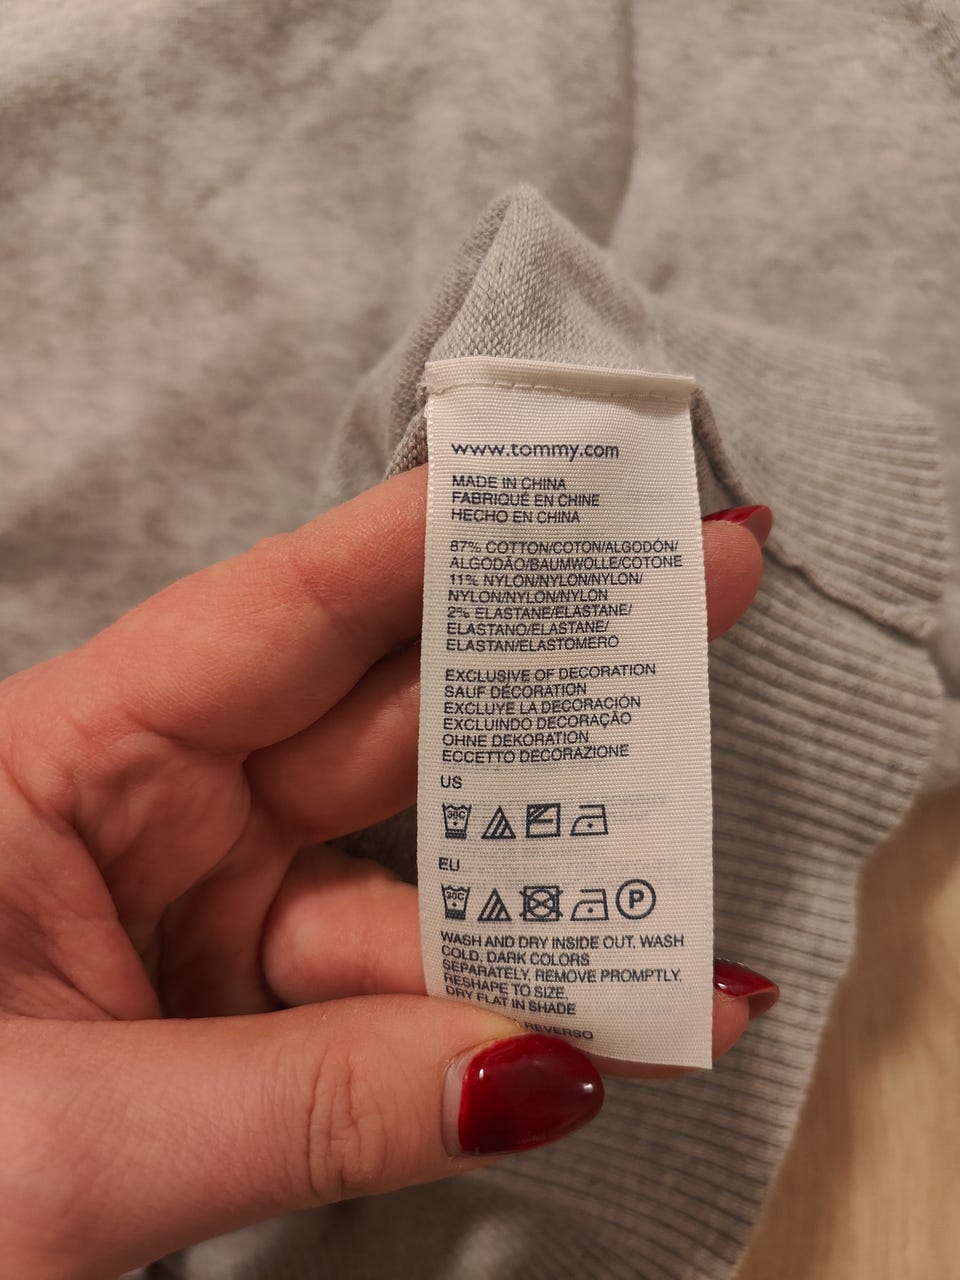 www.tommy.com
MADE IN CHINA
FABRIQUÉ EN CHINE
HECHO EN CHINA
87% COTTON/COTON/ALGODÓN/
ALGODÃO/BAUMWOLLE/COTONE
11% NYLON/NYLON/NYLON/
NYLON/NYLON/NYLON
2% ELASTANE/ELASTANE/
ELASTANO/ELASTANE/
ELASTAN/ELASTOMERO
EXCLUSIVE OF DECORATION
SAUF DÉCORATION
EXCLUYE LA DECORACIÓN
EXCLUINDO DECORAÇÃO
OHNE DEKORATION
ECCETTO DECORAZIONE
US
30C
EU
30C
P
WASH AND DRY INSIDE OUT, WASH
COLD, DARK COLORS
SEPARATELY, REMOVE PROMPTLY,
RESHAPE TO SIZE
DRY FLAT IN SHADE
REVERSO